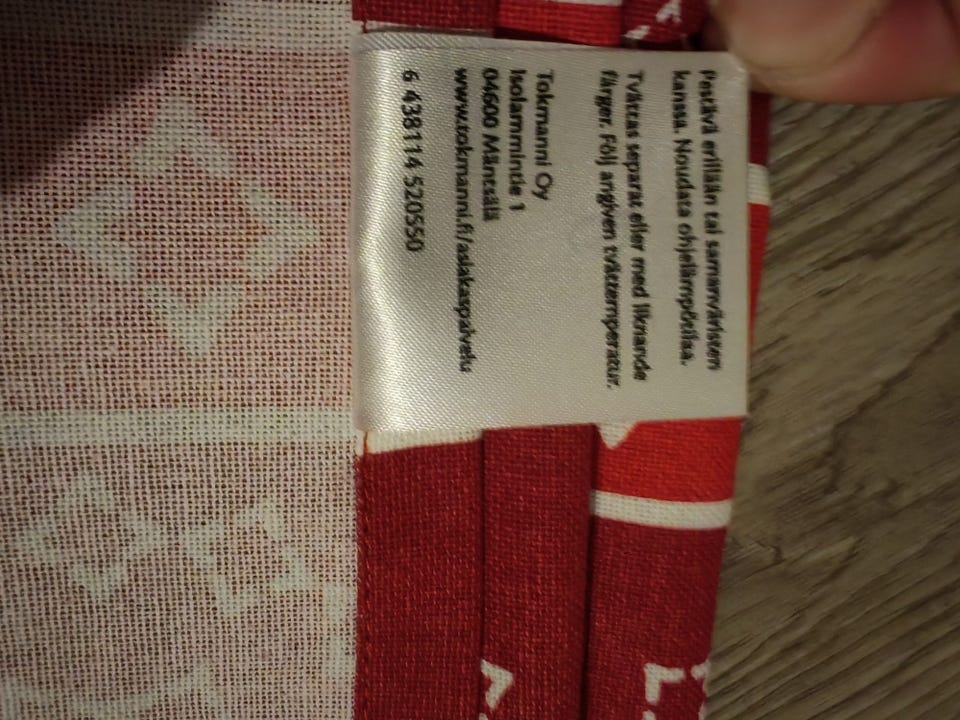 Pestävä erillään tai samanväristen
kanssa. Noudata ohjelämpötilaa.
Tvättas separat eller med liknande
färger. Följ angiven tvättemperatur.
Tokmanni Oy
Isolammintie 1
04600 Mäntsälä
www.tokmanni.fi/asiakaspalvelu
6 438114 520550